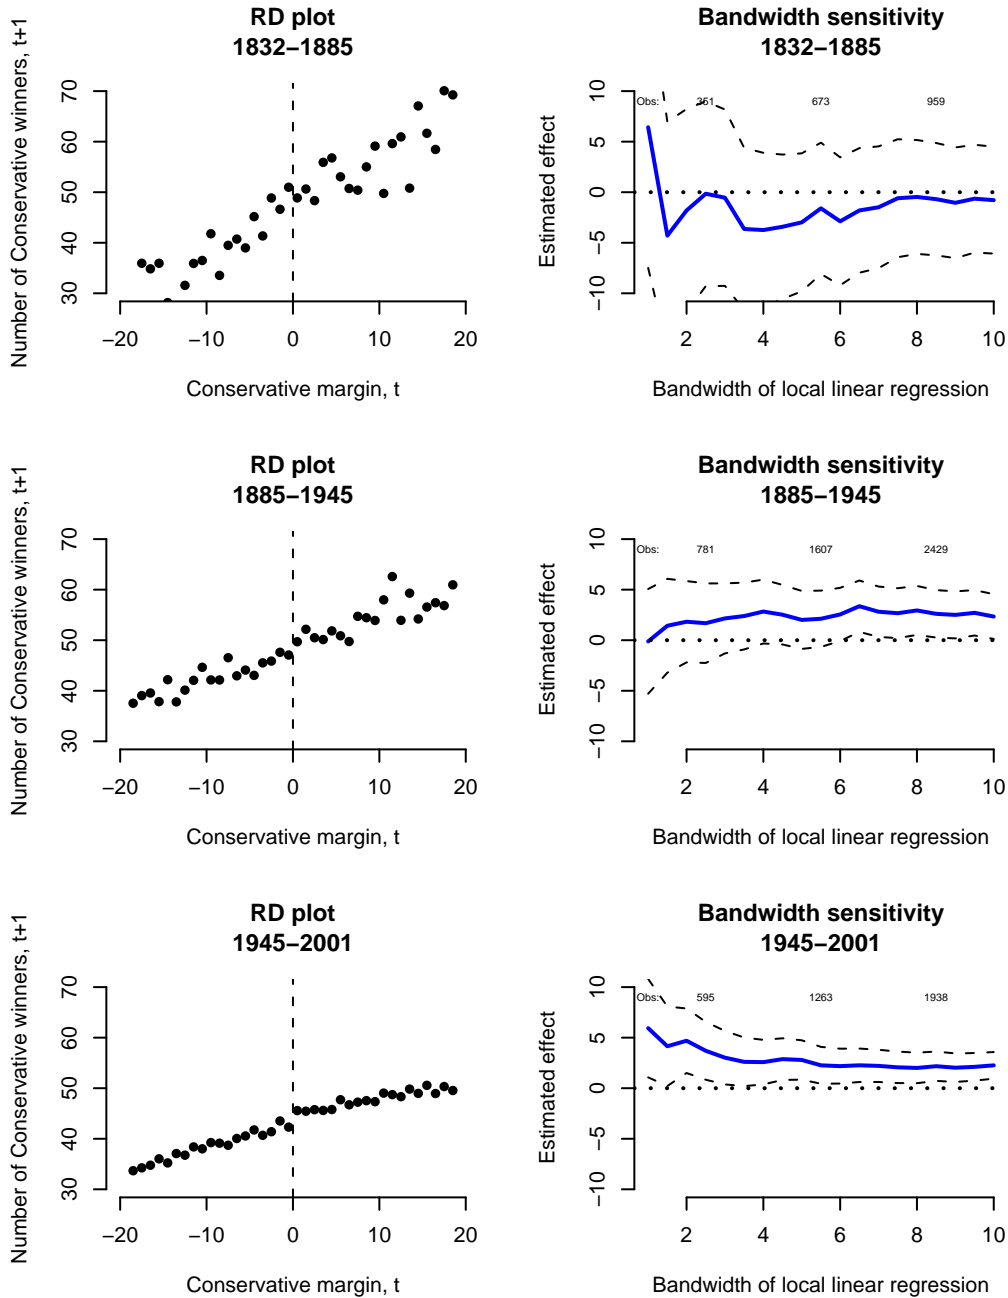 RD plot
1832−1885
Number of Conservative winners, t+1
70
60
50
40
30
−20 −10 0 10 20
Conservative margin, t
Bandwidth sensitivity
1832−1885
Estimated effect
10
5
0
−5
−10
Obs: 351 673 959
2 4 6 8 10
Bandwidth of local linear regression
RD plot
1885−1945
Number of Conservative winners, t+1
70
60
50
40
30
−20 −10 0 10 20
Conservative margin, t
Bandwidth sensitivity
1885−1945
Estimated effect
10
5
0
−5
−10
Obs: 781 1607 2429
2 4 6 8 10
Bandwidth of local linear regression
RD plot
1945−2001
Number of Conservative winners, t+1
70
60
50
40
30
−20 −10 0 10 20
Conservative margin, t
Bandwidth sensitivity
1945−2001
Estimated effect
10
5
0
−5
−10
Obs: 595 1263 1938
2 4 6 8 10
Bandwidth of local linear regression